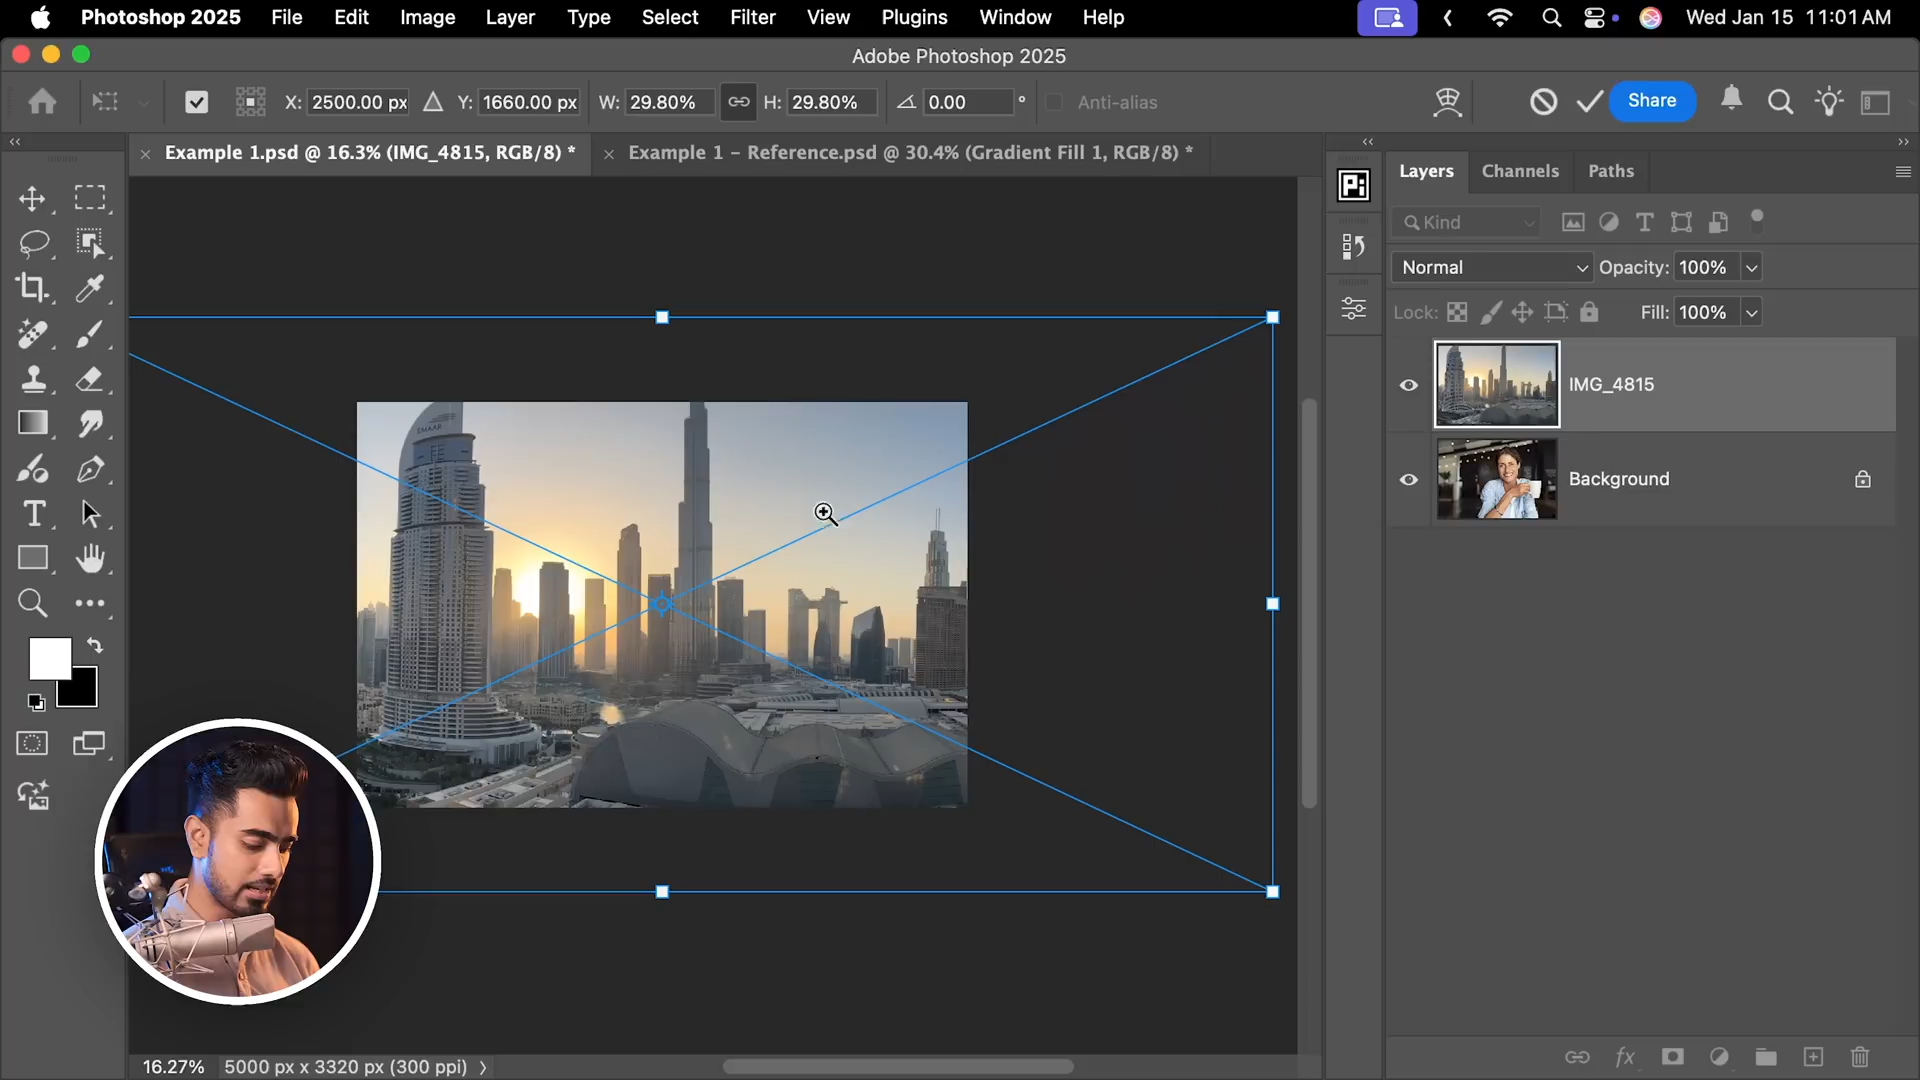 Photoshop 2025 File Edit Image Layer Type Select Filter View Plugins Window Help Wed Jan 15 11:01 AM
Adobe Photoshop 2025
X: 2500.00 px Y: 1660.00 px W: 29.80% H: 29.80% 0.00 ° Anti-alias Share
Example 1.psd @ 16.3% (IMG_4815, RGB/8) * Example 1 – Reference.psd @ 30.4% (Gradient Fill 1, RGB/8) *
Layers Channels Paths
Kind
Normal Opacity: 100%
Lock: Fill: 100%
IMG_4815
EMAAR
Background
16.27% 5000 px x 3320 px (300 ppi)